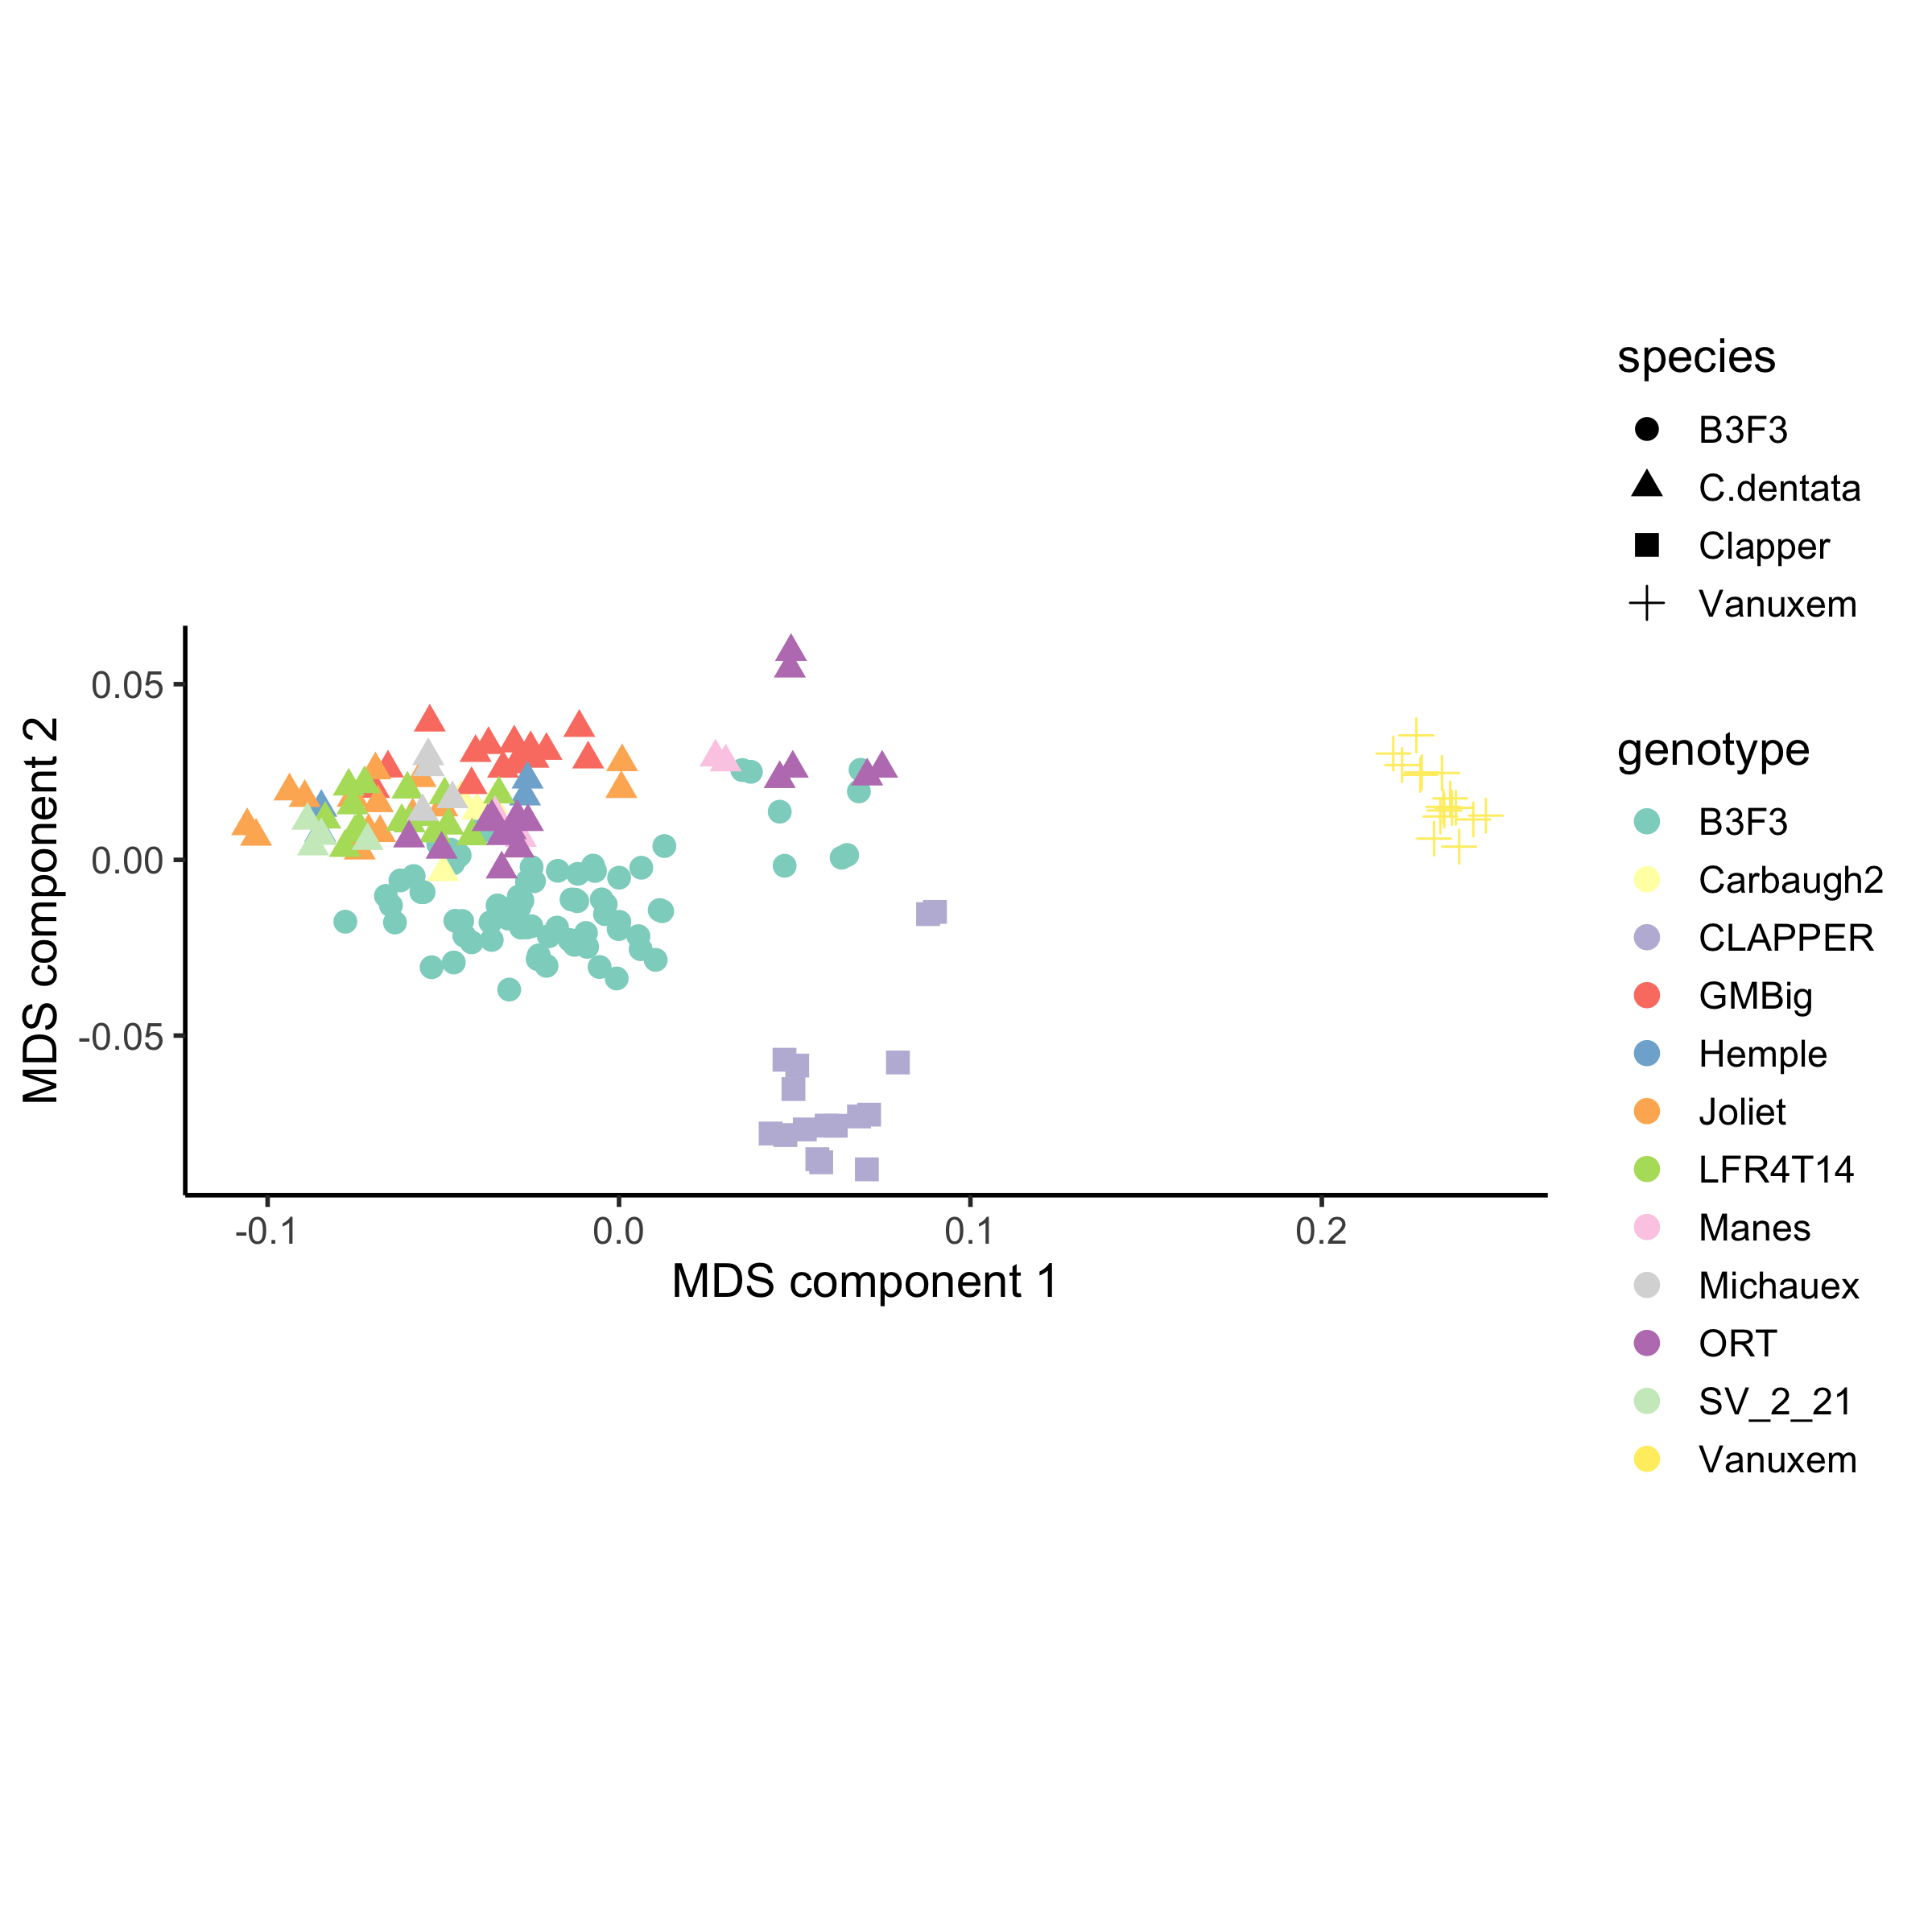 species
B3F3
C.dentata
Clapper
Vanuxem
genotype
B3F3
Carbaugh2
CLAPPER
GMBig
Hemple
Joliet
LFR4T14
Manes
Michauex
ORT
SV_2_21
Vanuxem
MDS component 2
0.05
0.00
-0.05
-0.1
0.0
0.1
0.2
MDS component 1